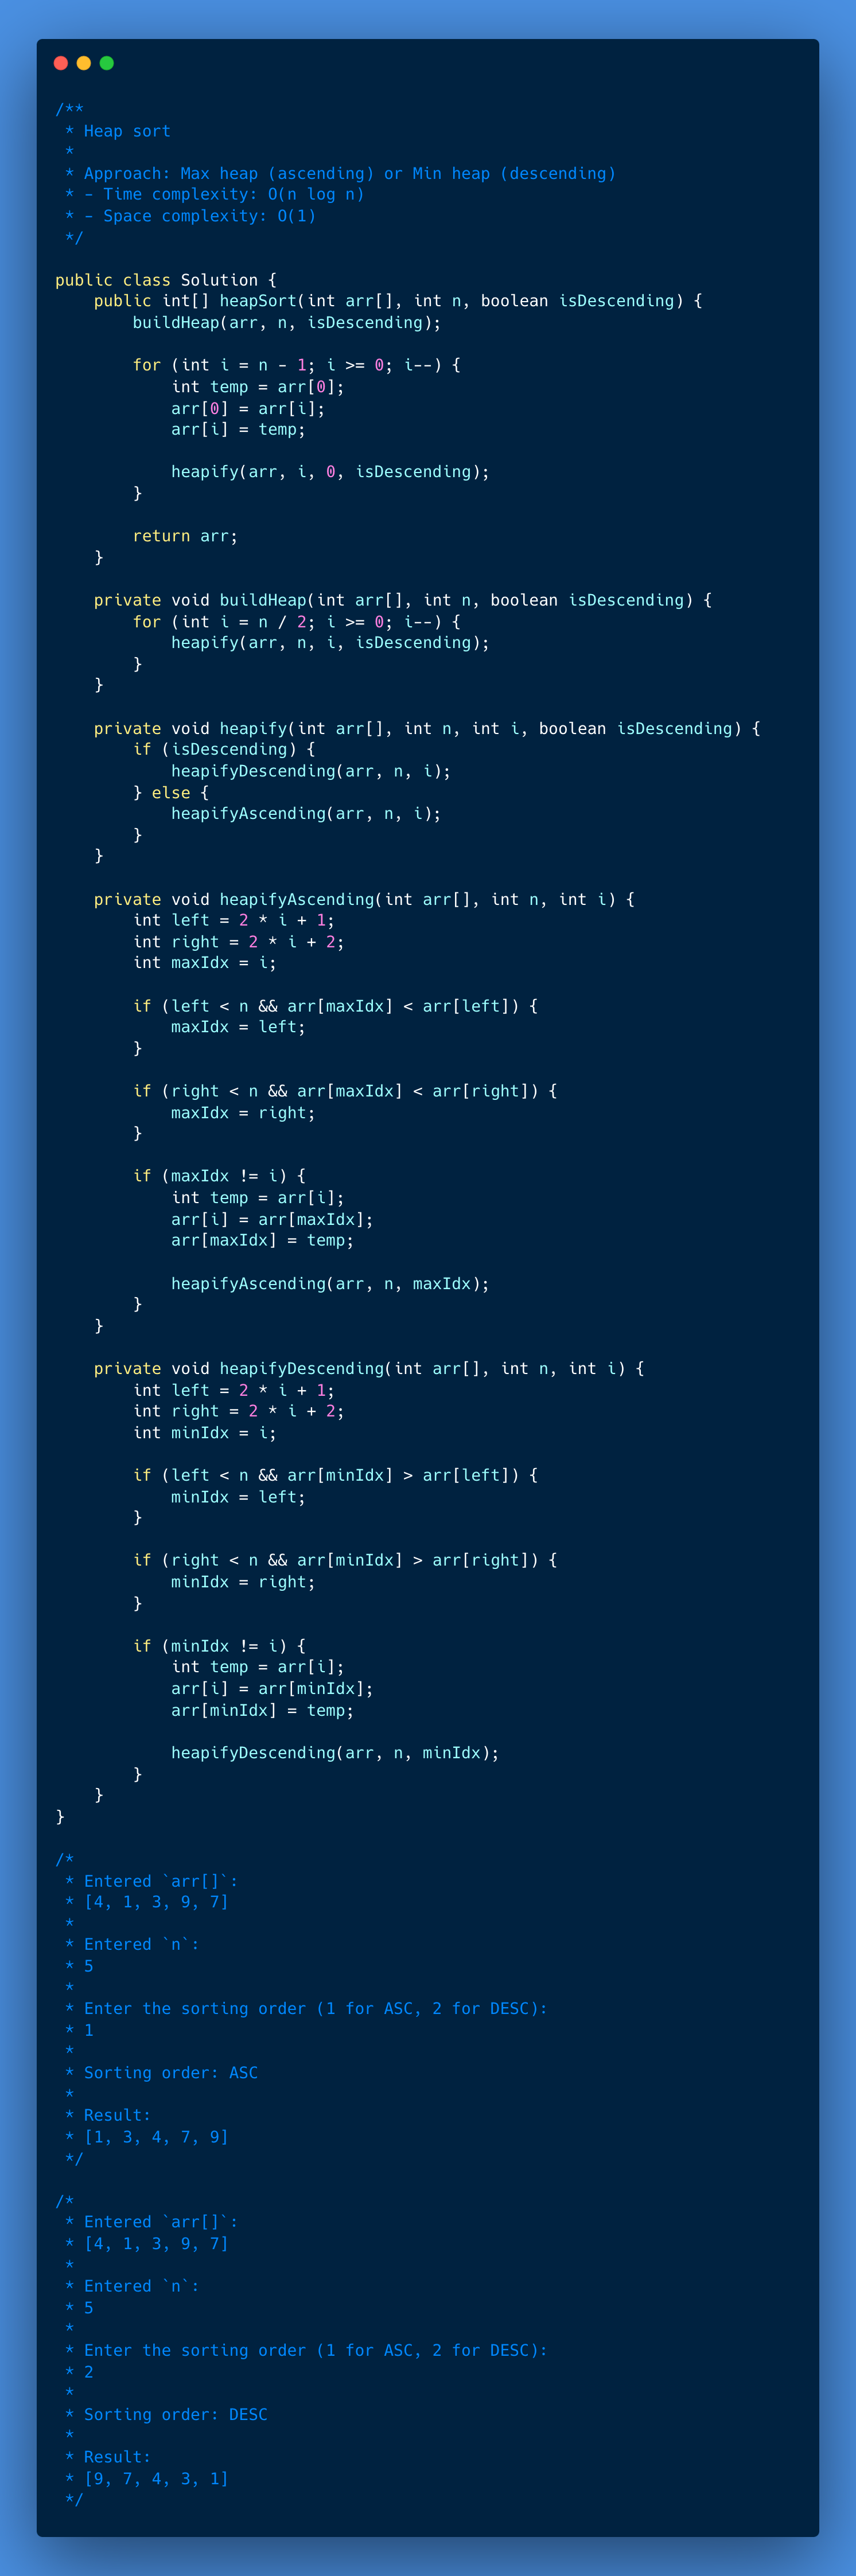 /**
 * Heap sort
 *
 * Approach: Max heap (ascending) or Min heap (descending)
 * - Time complexity: O(n log n)
 * - Space complexity: O(1)
 */

public class Solution {
    public int[] heapSort(int arr[], int n, boolean isDescending) {
        buildHeap(arr, n, isDescending);

        for (int i = n - 1; i >= 0; i--) {
            int temp = arr[0];
            arr[0] = arr[i];
            arr[i] = temp;

            heapify(arr, i, 0, isDescending);
        }

        return arr;
    }

    private void buildHeap(int arr[], int n, boolean isDescending) {
        for (int i = n / 2; i >= 0; i--) {
            heapify(arr, n, i, isDescending);
        }
    }

    private void heapify(int arr[], int n, int i, boolean isDescending) {
        if (isDescending) {
            heapifyDescending(arr, n, i);
        } else {
            heapifyAscending(arr, n, i);
        }
    }

    private void heapifyAscending(int arr[], int n, int i) {
        int left = 2 * i + 1;
        int right = 2 * i + 2;
        int maxIdx = i;

        if (left < n && arr[maxIdx] < arr[left]) {
            maxIdx = left;
        }

        if (right < n && arr[maxIdx] < arr[right]) {
            maxIdx = right;
        }

        if (maxIdx != i) {
            int temp = arr[i];
            arr[i] = arr[maxIdx];
            arr[maxIdx] = temp;

            heapifyAscending(arr, n, maxIdx);
        }
    }

    private void heapifyDescending(int arr[], int n, int i) {
        int left = 2 * i + 1;
        int right = 2 * i + 2;
        int minIdx = i;

        if (left < n && arr[minIdx] > arr[left]) {
            minIdx = left;
        }

        if (right < n && arr[minIdx] > arr[right]) {
            minIdx = right;
        }

        if (minIdx != i) {
            int temp = arr[i];
            arr[i] = arr[minIdx];
            arr[minIdx] = temp;

            heapifyDescending(arr, n, minIdx);
        }
    }
}

/*
 * Entered `arr[]`:
 * [4, 1, 3, 9, 7]
 *
 * Entered `n`:
 * 5
 *
 * Enter the sorting order (1 for ASC, 2 for DESC):
 * 1
 *
 * Sorting order: ASC
 *
 * Result:
 * [1, 3, 4, 7, 9]
 */

/*
 * Entered `arr[]`:
 * [4, 1, 3, 9, 7]
 *
 * Entered `n`:
 * 5
 *
 * Enter the sorting order (1 for ASC, 2 for DESC):
 * 2
 *
 * Sorting order: DESC
 *
 * Result:
 * [9, 7, 4, 3, 1]
 */